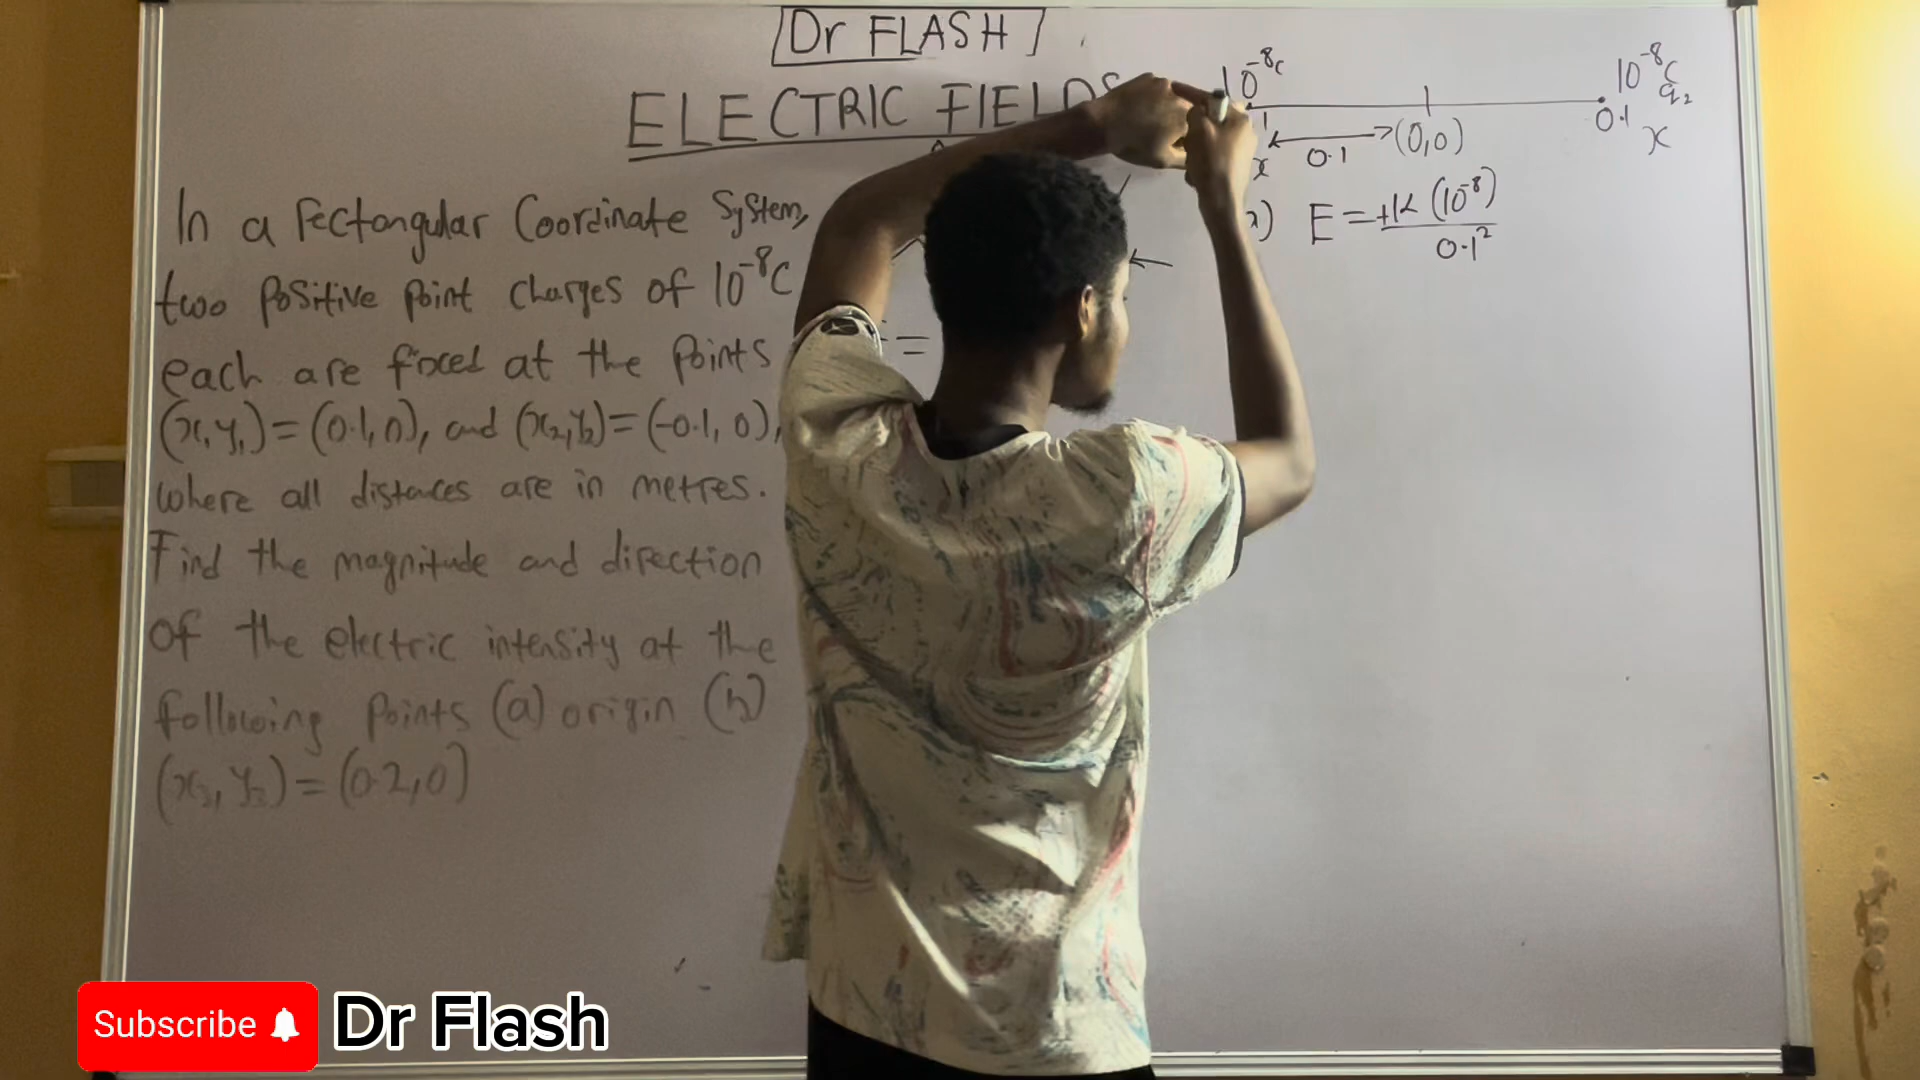 Dr FLASH
ELECTRIC FIELDS
In a rectangular Coordinate System,
two Positive Point Charges of 10⁻⁸C
each are fixed at the Points
(x₁, y₁) = (0.1, 0), and (x₂, y₂) = (-0.1, 0),
where all distances are in metres.
Find the magnitude and direction
of the electric intensity at the
following Points (a) origin (b)
(x₃, y₃) = (0.2, 0)
=
10⁻⁸C
10⁻⁸C
q₂
0.1
x
0.1
(0,0)
x
E = +K (10⁻⁸)
0.1²
Subscribe
Dr Flash